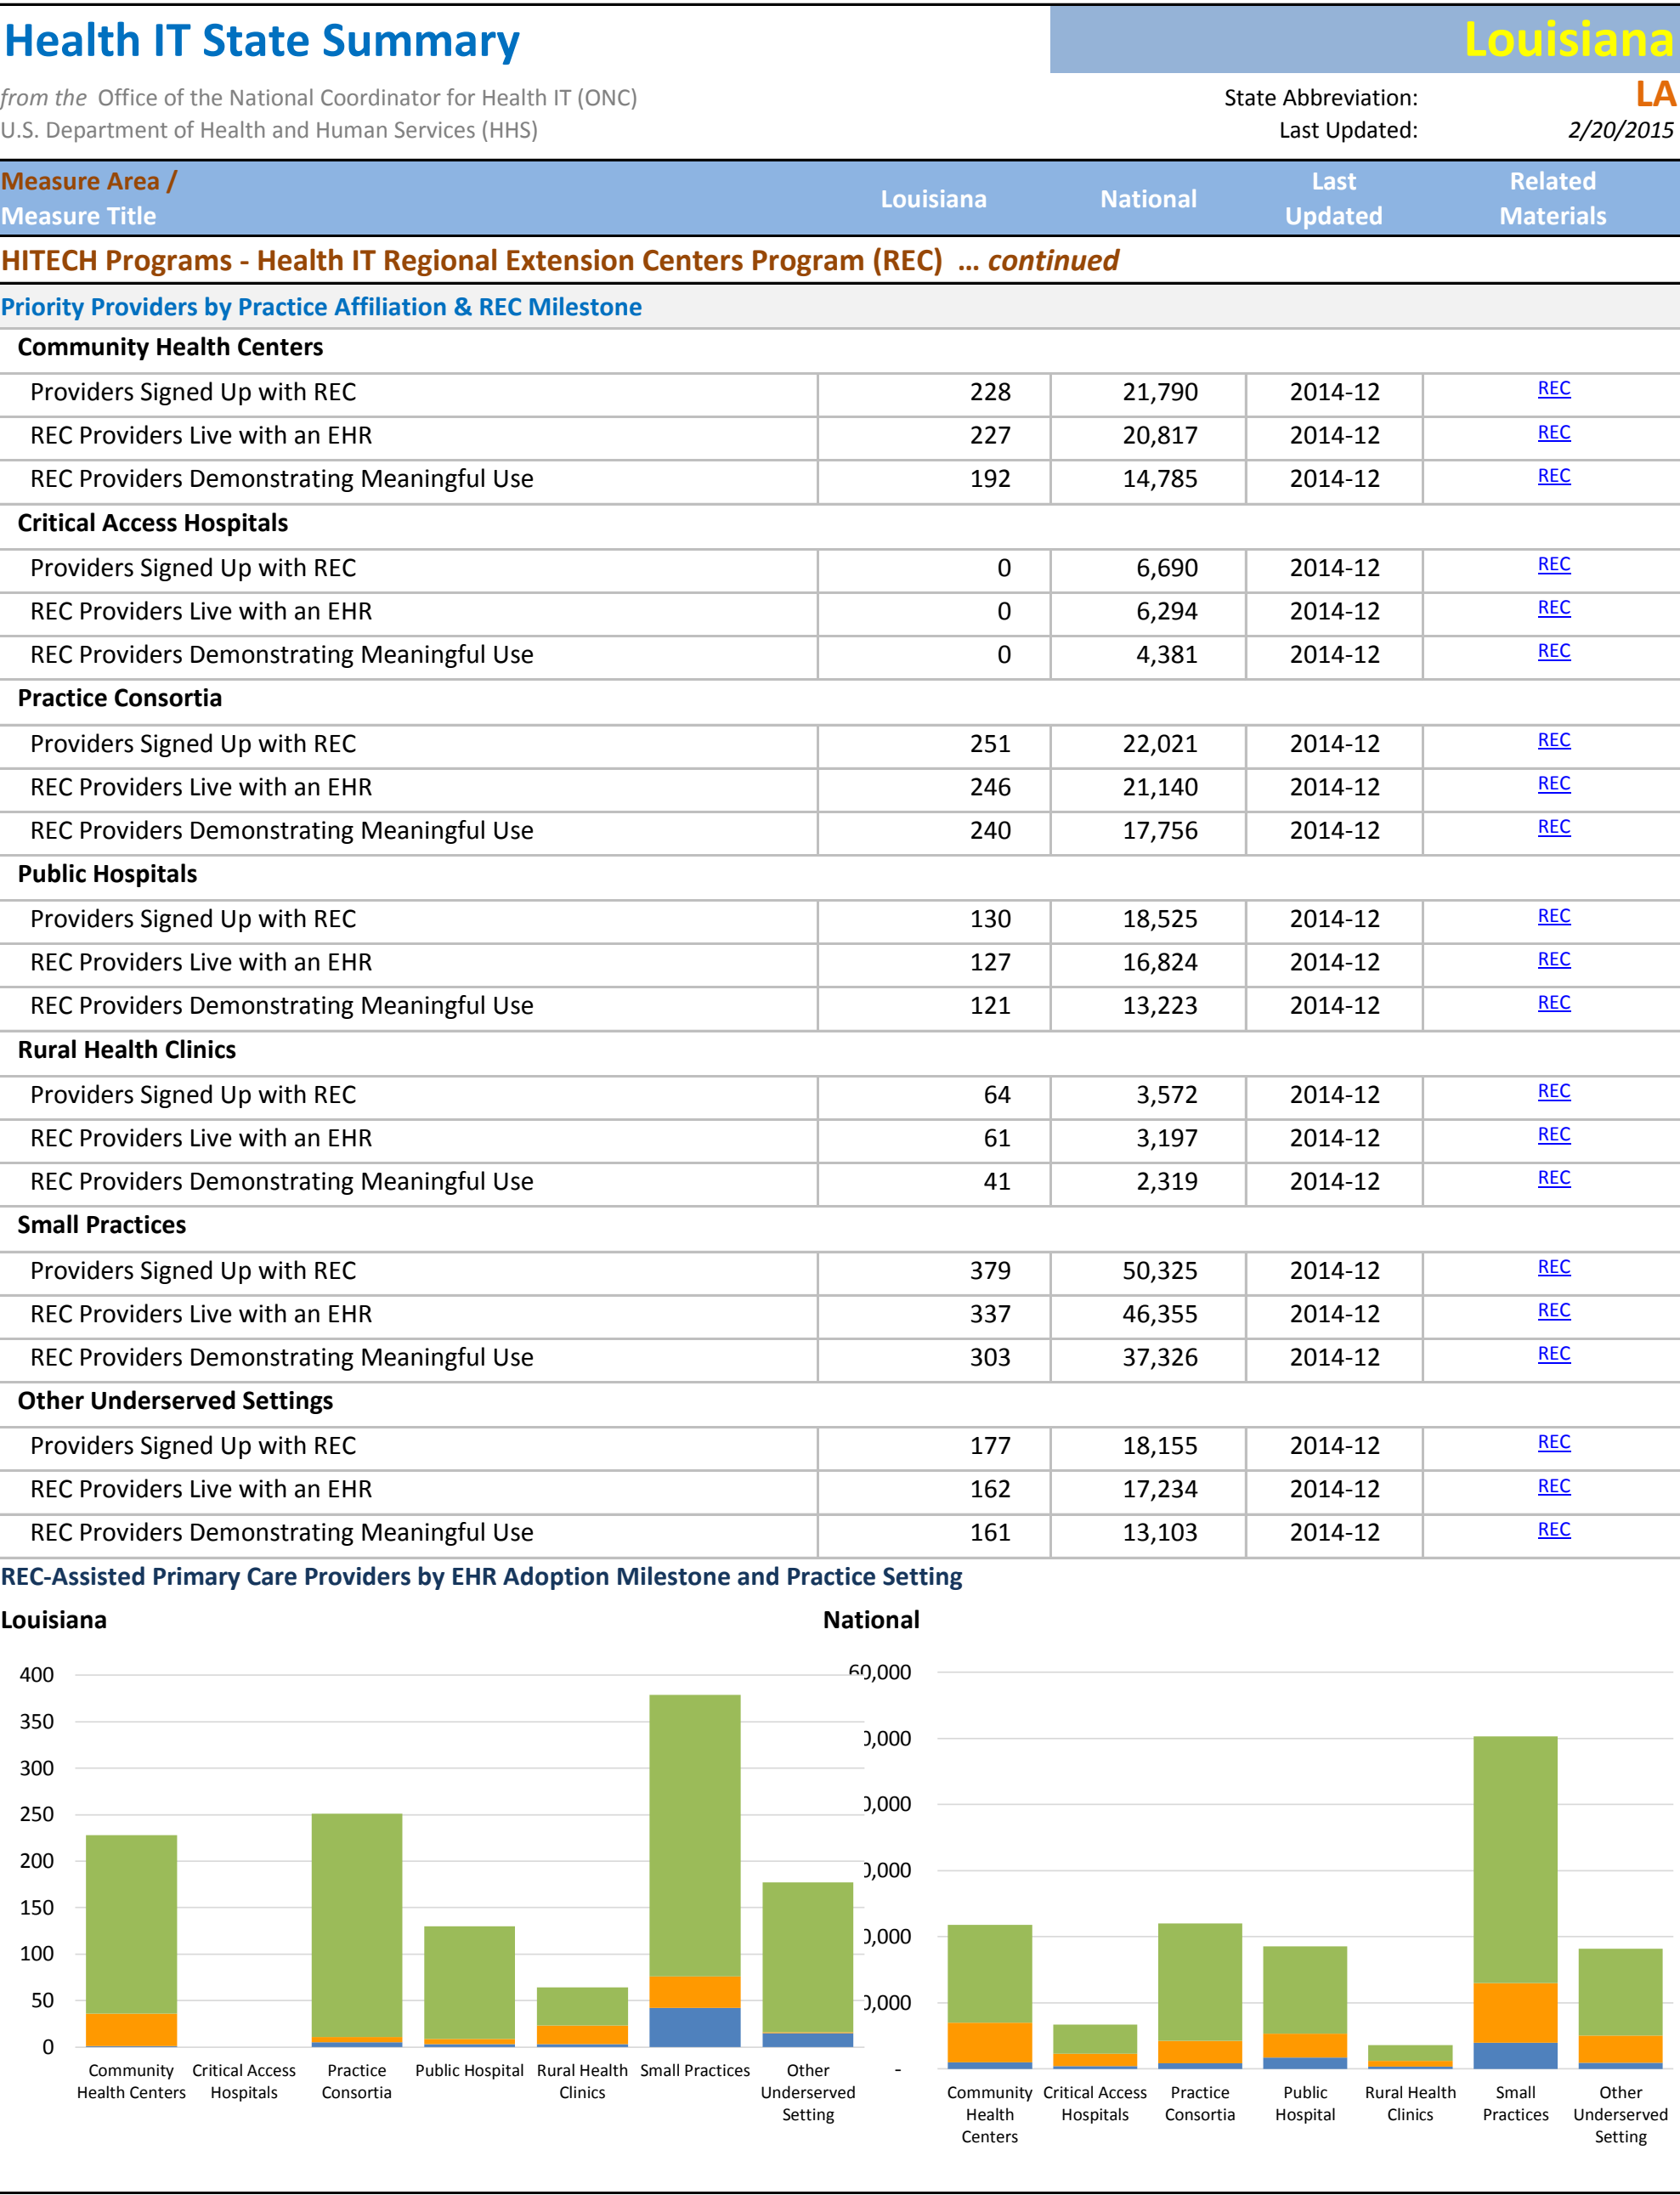 Health IT State Summary Louisiana
from the Office of the National Coordinator for Health IT (ONC) State Abbreviation: LA
U.S. Department of Health and Human Services (HHS) Last Updated: 2/20/2015
Measure Area /
Measure Title Louisiana National Last Updated Related Materials
HITECH Programs - Health IT Regional Extension Centers Program (REC) ... continued
Priority Providers by Practice Affiliation & REC Milestone
Community Health Centers
Providers Signed Up with REC 228 21,790 2014-12 REC
REC Providers Live with an EHR 227 20,817 2014-12 REC
REC Providers Demonstrating Meaningful Use 192 14,785 2014-12 REC
Critical Access Hospitals
Providers Signed Up with REC 0 6,690 2014-12 REC
REC Providers Live with an EHR 0 6,294 2014-12 REC
REC Providers Demonstrating Meaningful Use 0 4,381 2014-12 REC
Practice Consortia
Providers Signed Up with REC 251 22,021 2014-12 REC
REC Providers Live with an EHR 246 21,140 2014-12 REC
REC Providers Demonstrating Meaningful Use 240 17,756 2014-12 REC
Public Hospitals
Providers Signed Up with REC 130 18,525 2014-12 REC
REC Providers Live with an EHR 127 16,824 2014-12 REC
REC Providers Demonstrating Meaningful Use 121 13,223 2014-12 REC
Rural Health Clinics
Providers Signed Up with REC 64 3,572 2014-12 REC
REC Providers Live with an EHR 61 3,197 2014-12 REC
REC Providers Demonstrating Meaningful Use 41 2,319 2014-12 REC
Small Practices
Providers Signed Up with REC 379 50,325 2014-12 REC
REC Providers Live with an EHR 337 46,355 2014-12 REC
REC Providers Demonstrating Meaningful Use 303 37,326 2014-12 REC
Other Underserved Settings
Providers Signed Up with REC 177 18,155 2014-12 REC
REC Providers Live with an EHR 162 17,234 2014-12 REC
REC Providers Demonstrating Meaningful Use 161 13,103 2014-12 REC
REC-Assisted Primary Care Providers by EHR Adoption Milestone and Practice Setting
Louisiana
400
350
300
250
200
150
100
50
0
Community Health Centers
Critical Access Hospitals
Practice Consortia
Public Hospital
Rural Health Clinics
Small Practices
Other Underserved Setting
National
60,000
0,000
0,000
0,000
0,000
0,000
-
Community Health Centers
Critical Access Hospitals
Practice Consortia
Public Hospital
Rural Health Clinics
Small Practices
Other Underserved Setting